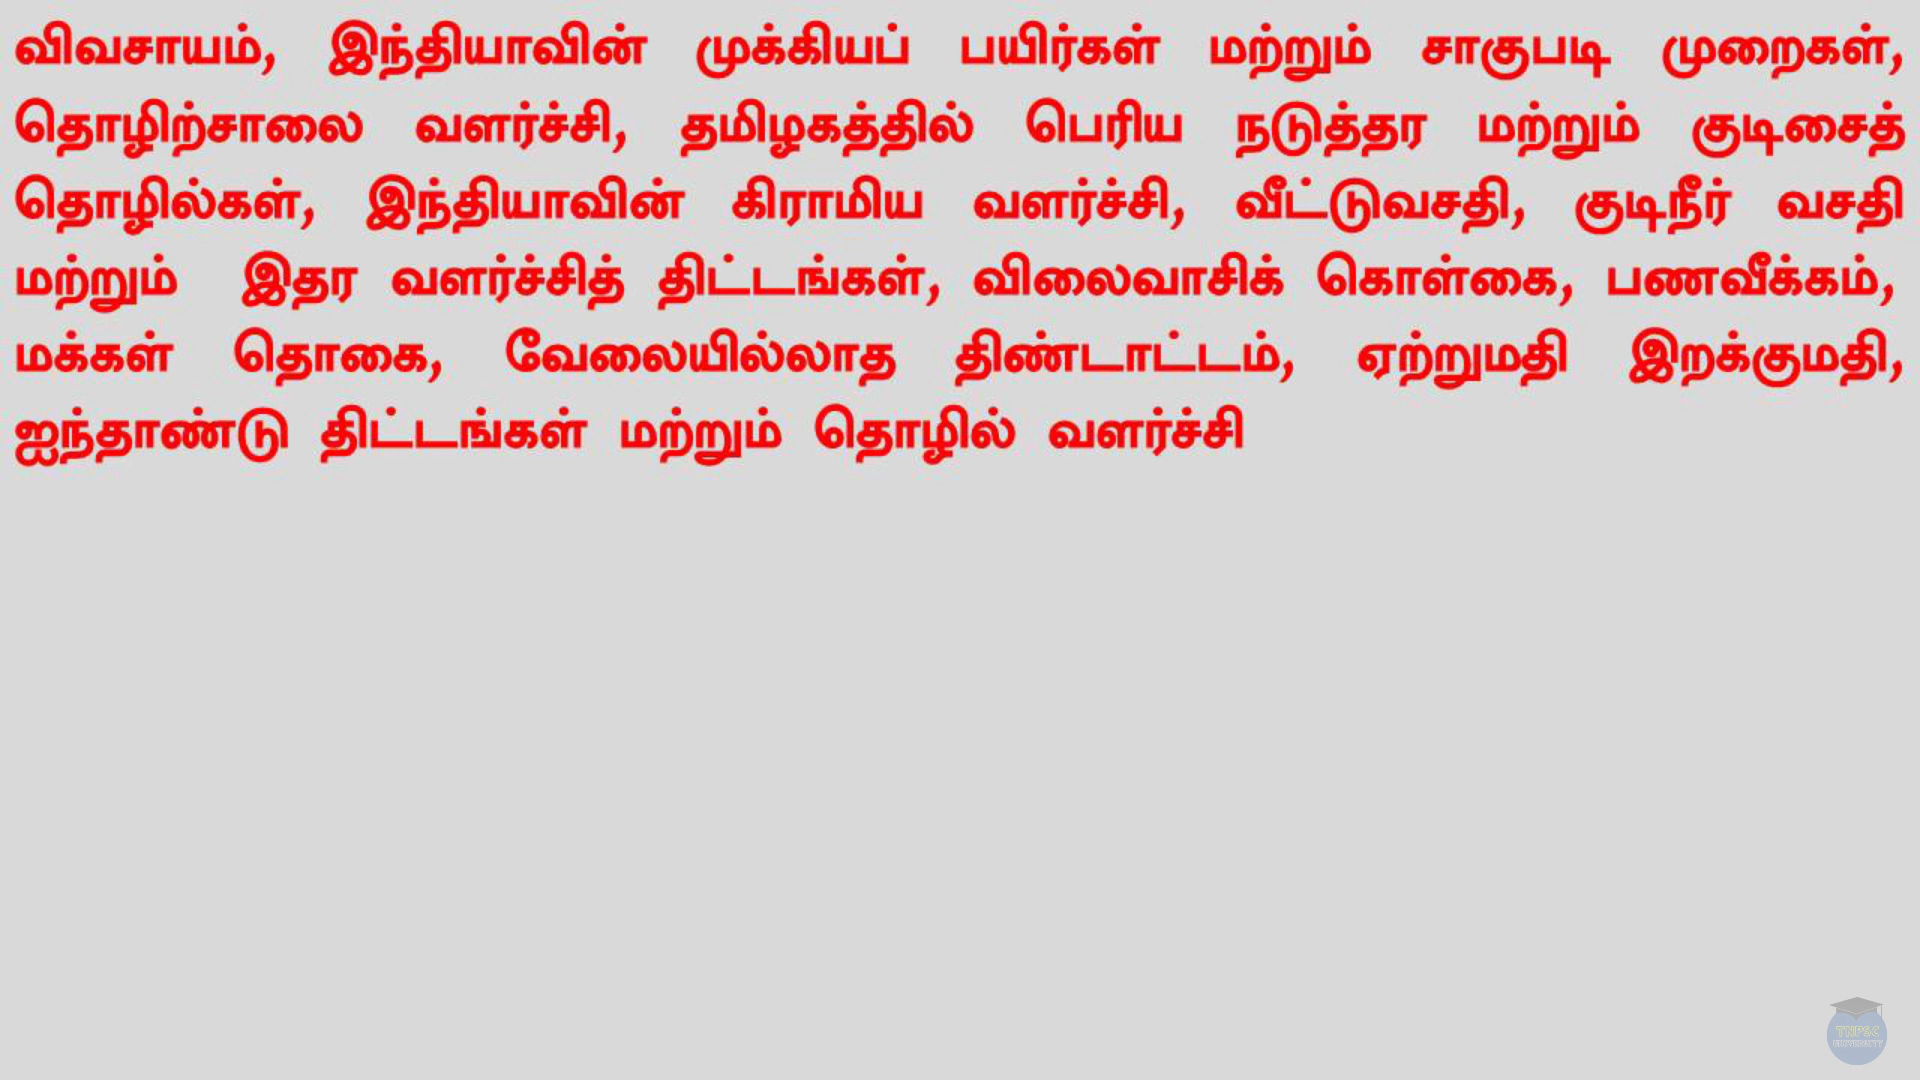 விவசாயம், இந்தியாவின் முக்கியப் பயிர்கள் மற்றும் சாகுபடி முறைகள்,
தொழிற்சாலை வளர்ச்சி, தமிழகத்தில் பெரிய நடுத்தர மற்றும் குடிசைத்
தொழில்கள், இந்தியாவின் கிராமிய வளர்ச்சி, வீட்டுவசதி, குடிநீர் வசதி
மற்றும் இதர வளர்ச்சித் திட்டங்கள், விலைவாசிக் கொள்கை, பணவீக்கம்,
மக்கள் தொகை, வேலையில்லாத திண்டாட்டம், ஏற்றுமதி இறக்குமதி,
ஐந்தாண்டு திட்டங்கள் மற்றும் தொழில் வளர்ச்சி
TNPSC
UNIVERSITY